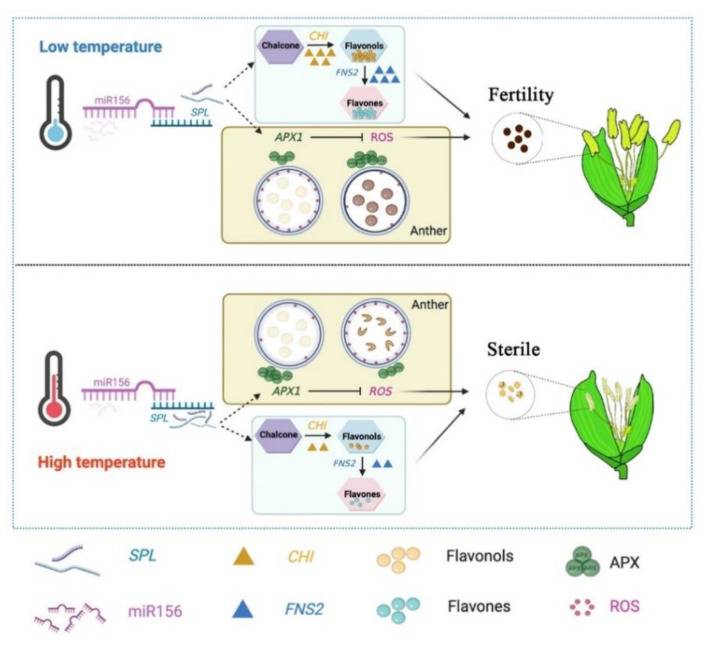 Low temperature
miR156
SPL
Chalcone
CHI
Flavonols
FNS2
Flavones
APX1
ROS
Anther
Fertility
Anther
APX1
ROS
miR156
SPL
Chalcone
CHI
Flavonols
FNS2
Flavones
High temperature
Sterile
SPL
CHI
Flavonols
APX
miR156
FNS2
Flavones
ROS